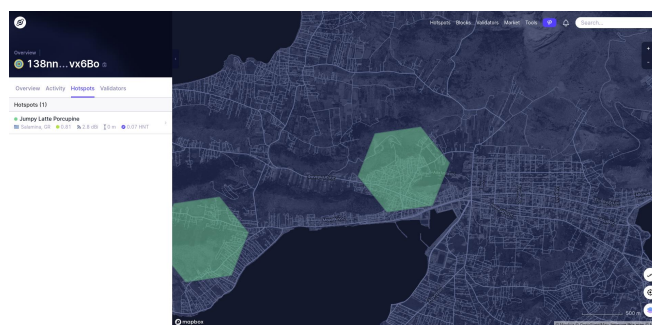 Hotspots Blocks Validators Market Tools Search...
Overview
138nn...vx6Bo
Overview Activity Hotspots Validators
Hotspots (1)
Jumpy Latte Porcupine
Salamina, GR 0.87 2.8 dBi 0 m 0.07 HNT
500 m
mapbox